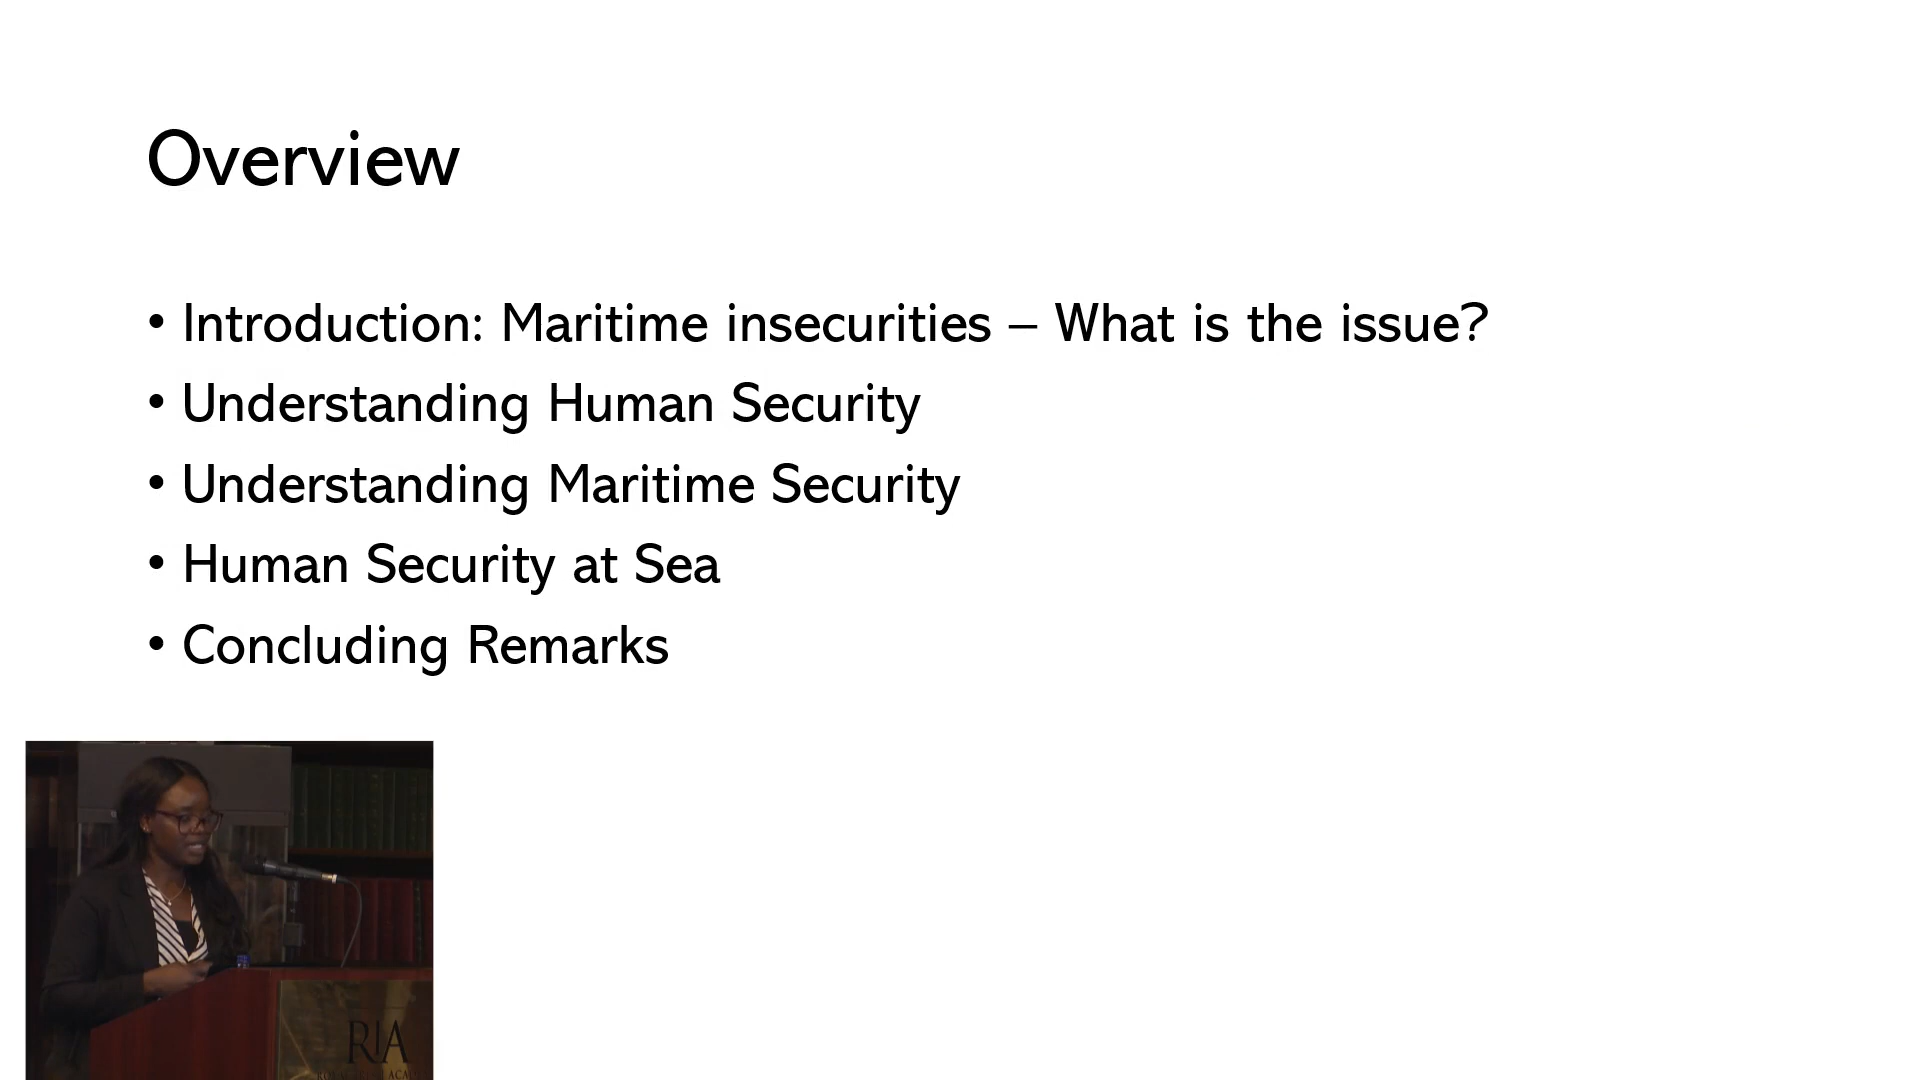 Overview
• Introduction: Maritime insecurities – What is the issue?
• Understanding Human Security
• Understanding Maritime Security
• Human Security at Sea
• Concluding Remarks
RIA